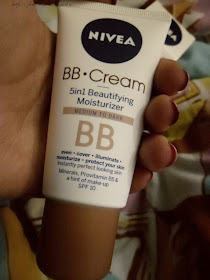 NIVEA
BB•Cream
5in1 Beautifying
Moisturizer
MEDIUM TO DARK
BB
even • cover • illuminate •
moisturize • protect your skin
instantly perfect looking skin
Minerals, Provitamin B5 &
a hint of make-up
SPF 10